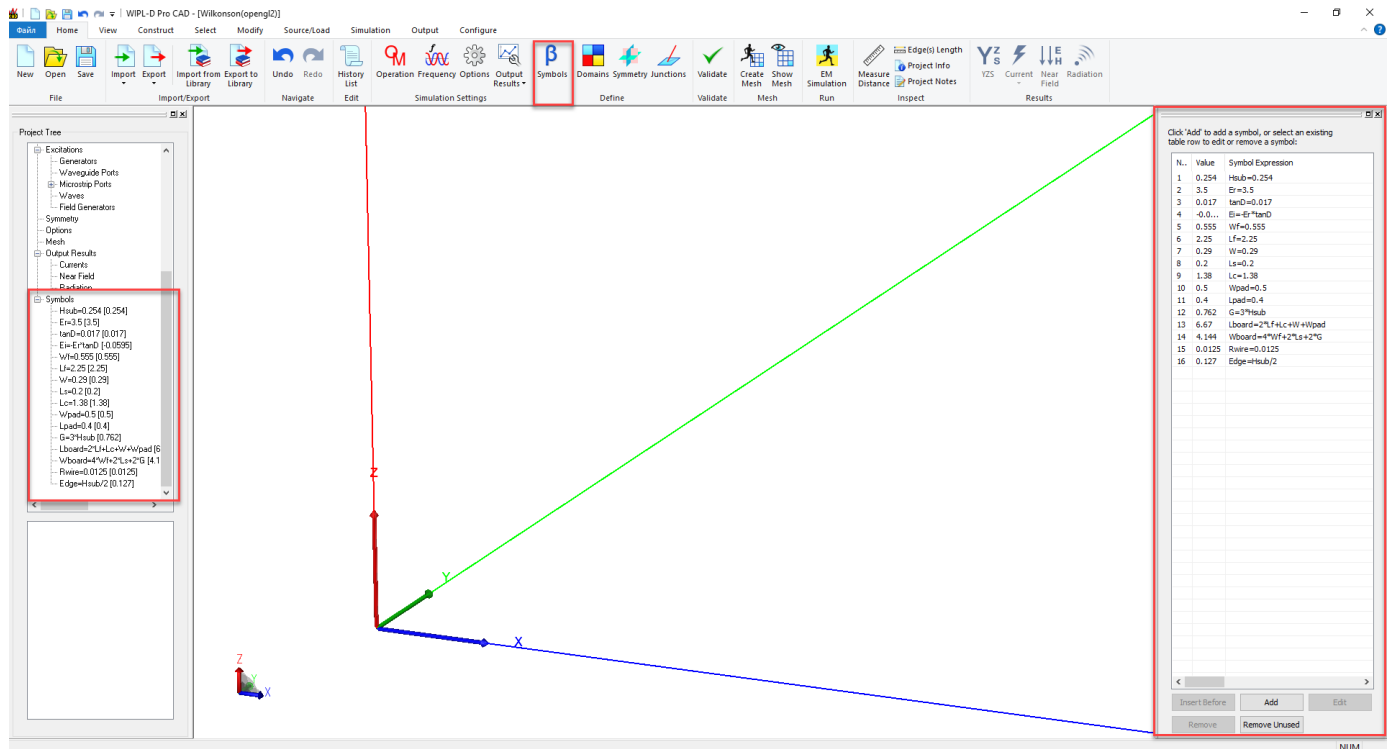 WIPL-D Pro CAD - [Wilkonson(opengl2)]
Файл Home View Construct Select Modify Source/Load Simulation Output Configure
New Open Save Import Export Import from Library Export to Library Undo Redo History List Operation Frequency Options Output Results Symbols Domains Symmetry Junctions Validate Create Mesh Show Mesh EM Simulation Measure Distance Edge(s) Length Project Info Project Notes YZS Current Near Field Radiation
File Import/Export Navigate Edit Simulation Settings Define Validate Mesh Run Inspect Results
Project Tree
Excitations
Generators
Waveguide Ports
Microstrip Ports
Waves
Field Generators
Symmetry
Options
Mesh
Output Results
Currents
Near Field
Radiation
Symbols
Hsub=0.254 [0.254]
Er=3.5 [3.5]
tanD=0.017 [0.017]
Ei=-Er*tanD [-0.0595]
Wf=0.555 [0.555]
Lf=2.25 [2.25]
W=0.29 [0.29]
Ls=0.2 [0.2]
Lc=1.38 [1.38]
Wpad=0.5 [0.5]
Lpad=0.4 [0.4]
G=3*Hsub [0.762]
Lboard=2*Lf+Lc+W+Wpad [6
Wboard=4*Wf+2*Ls+2*G [4.1
Rwire=0.0125 [0.0125]
Edge=Hsub/2 [0.127]
Z
Y
X
Z
Y
X
Click 'Add' to add a symbol, or select an existing
table row to edit or remove a symbol:
N.. Value Symbol Expression
1 0.254 Hsub=0.254
2 3.5 Er=3.5
3 0.017 tanD=0.017
4 -0.0... Ei=-Er*tanD
5 0.555 Wf=0.555
6 2.25 Lf=2.25
7 0.29 W=0.29
8 0.2 Ls=0.2
9 1.38 Lc=1.38
10 0.5 Wpad=0.5
11 0.4 Lpad=0.4
12 0.762 G=3*Hsub
13 6.67 Lboard=2*Lf+Lc+W+Wpad
14 4.144 Wboard=4*Wf+2*Ls+2*G
15 0.0125 Rwire=0.0125
16 0.127 Edge=Hsub/2
Insert Before Add Edit
Remove Remove Unused
NUM